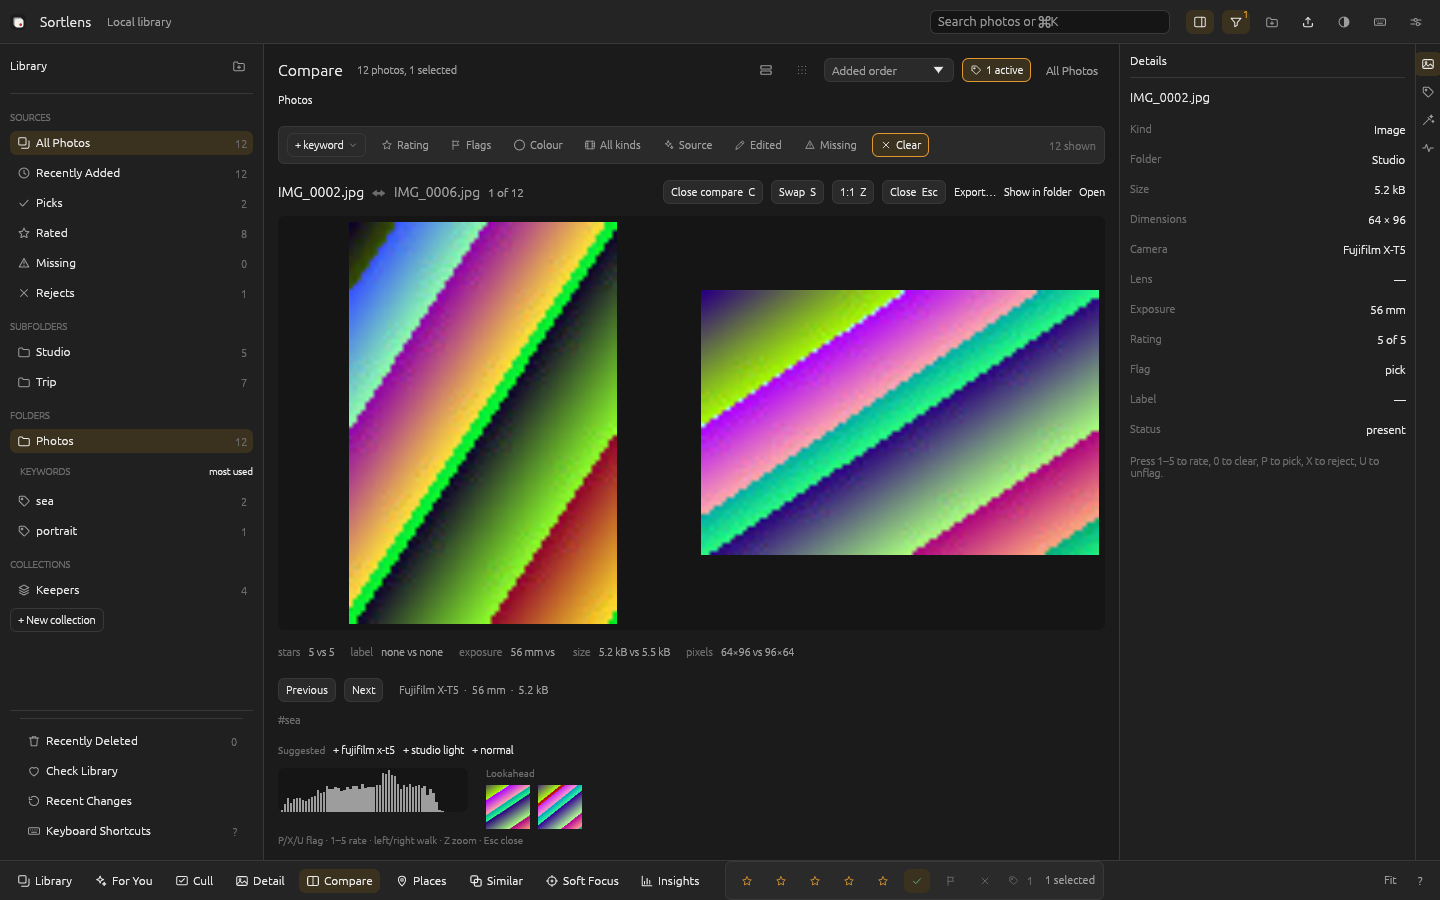 Sortlens Local library Search photos or ⌘K
Library
SOURCES
All Photos 12
Recently Added 12
Picks 2
Rated 8
Missing 0
Rejects 1
SUBFOLDERS
Studio 5
Trip 7
FOLDERS
Photos 12
KEYWORDS most used
sea 2
portrait 1
COLLECTIONS
Keepers 4
+ New collection
Recently Deleted 0
Check Library
Recent Changes
Keyboard Shortcuts ?
Compare 12 photos, 1 selected Added order 1 active All Photos
Photos
+ keyword Rating Flags Colour All kinds Source Edited Missing Clear 12 shown
IMG_0002.jpg IMG_0006.jpg 1 of 12 Close compare C Swap S 1:1 Z Close Esc Export... Show in folder Open
stars 5 vs 5 label none vs none exposure 56 mm vs size 5.2 kB vs 5.5 kB pixels 64×96 vs 96×64
Previous Next Fujifilm X-T5 · 56 mm · 5.2 kB
#sea
Suggested + fujifilm x-t5 + studio light + normal
Lookahead
P/X/U flag · 1–5 rate · left/right walk · Z zoom · Esc close
Details
IMG_0002.jpg
Kind Image
Folder Studio
Size 5.2 kB
Dimensions 64 × 96
Camera Fujifilm X-T5
Lens —
Exposure 56 mm
Rating 5 of 5
Flag pick
Label —
Status present
Press 1–5 to rate, 0 to clear, P to pick, X to reject, U to
unflag.
Library For You Cull Detail Compare Places Similar Soft Focus Insights 1 1 selected Fit ?